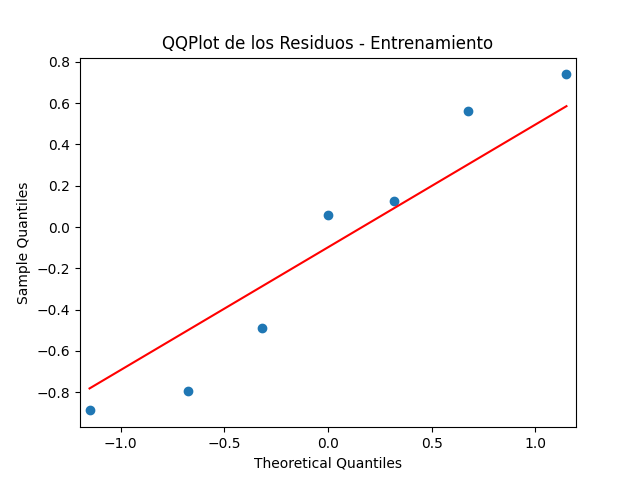 QQPlot de los Residuos - Entrenamiento
0.8
0.6
0.4
0.2
0.0
−0.2
−0.4
−0.6
−0.8
Sample Quantiles
−1.0 −0.5 0.0 0.5 1.0
Theoretical Quantiles